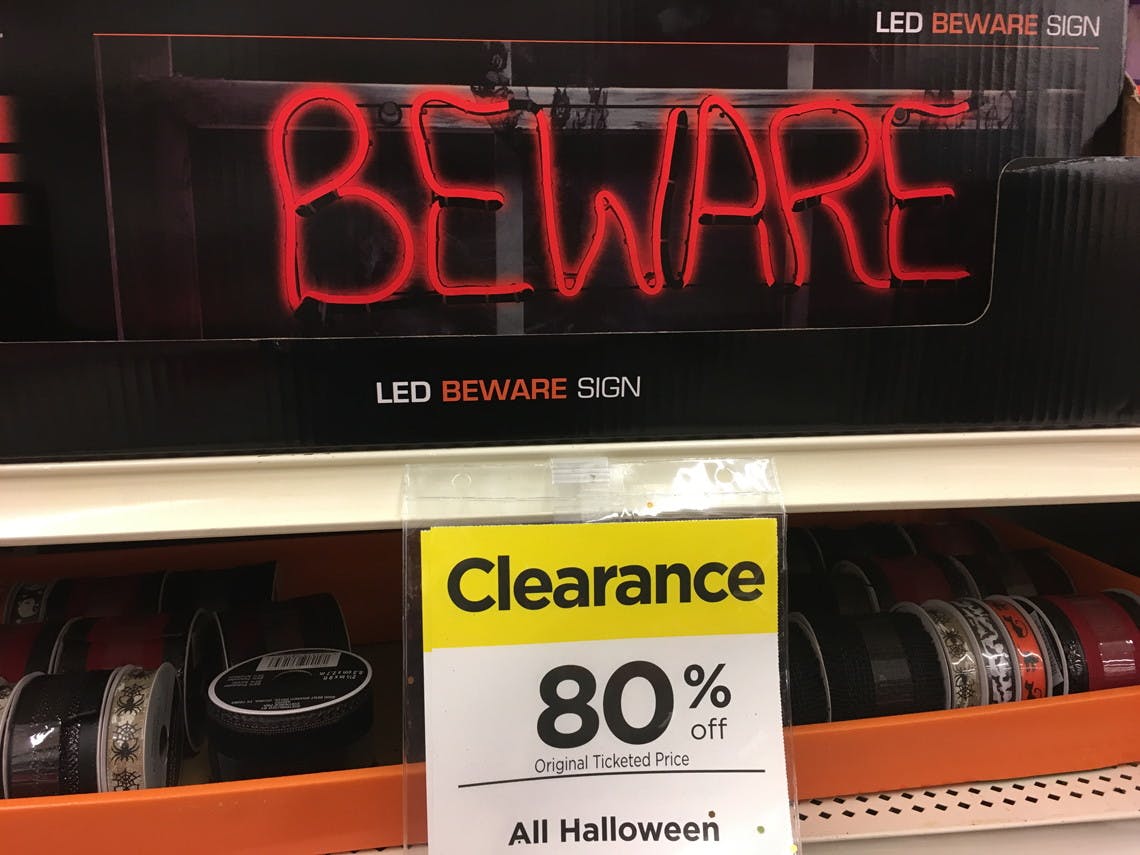 LED BEWARE SIGN
BEWARE
LED BEWARE SIGN
Clearance
80%
off
Original Ticketed Price
All Halloween